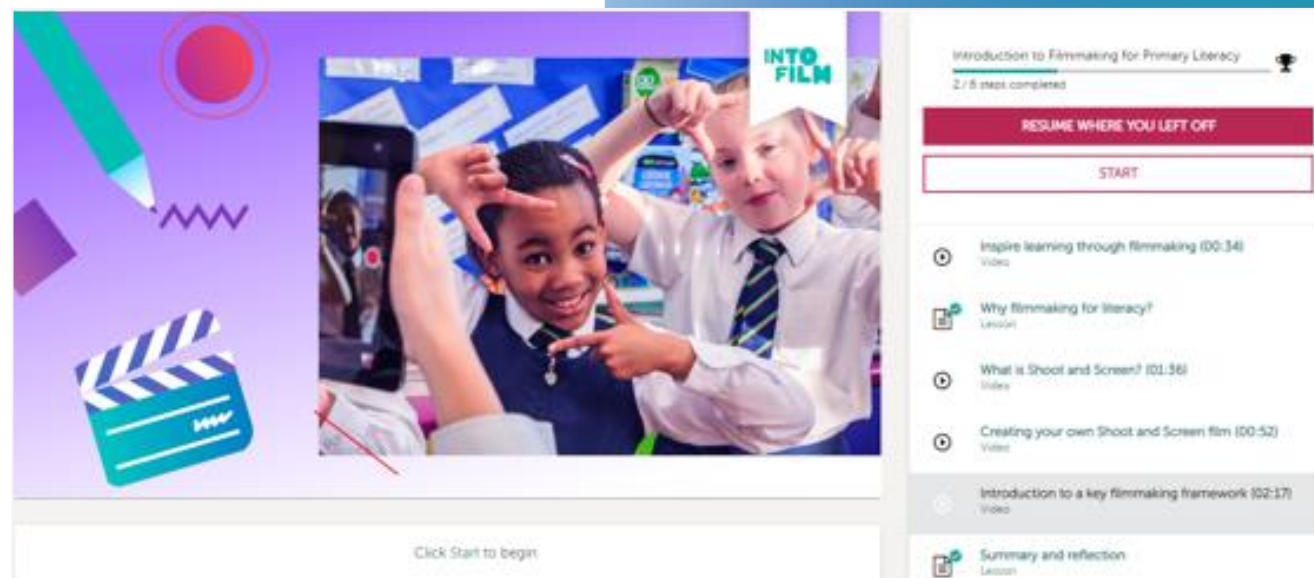 INTO
FILM
Click Start to begin
Introduction to Filmmaking for Primary Literacy
2 / 6 steps completed
RESUME WHERE YOU LEFT OFF
START
Inspire learning through filmmaking (00:34)
Video
Why filmmaking for literacy?
Lesson
What is Shoot and Screen? (01:36)
Video
Creating your own Shoot and Screen film (00:52)
Video
Introduction to a key filmmaking framework (02:17)
Video
Summary and reflection
Lesson